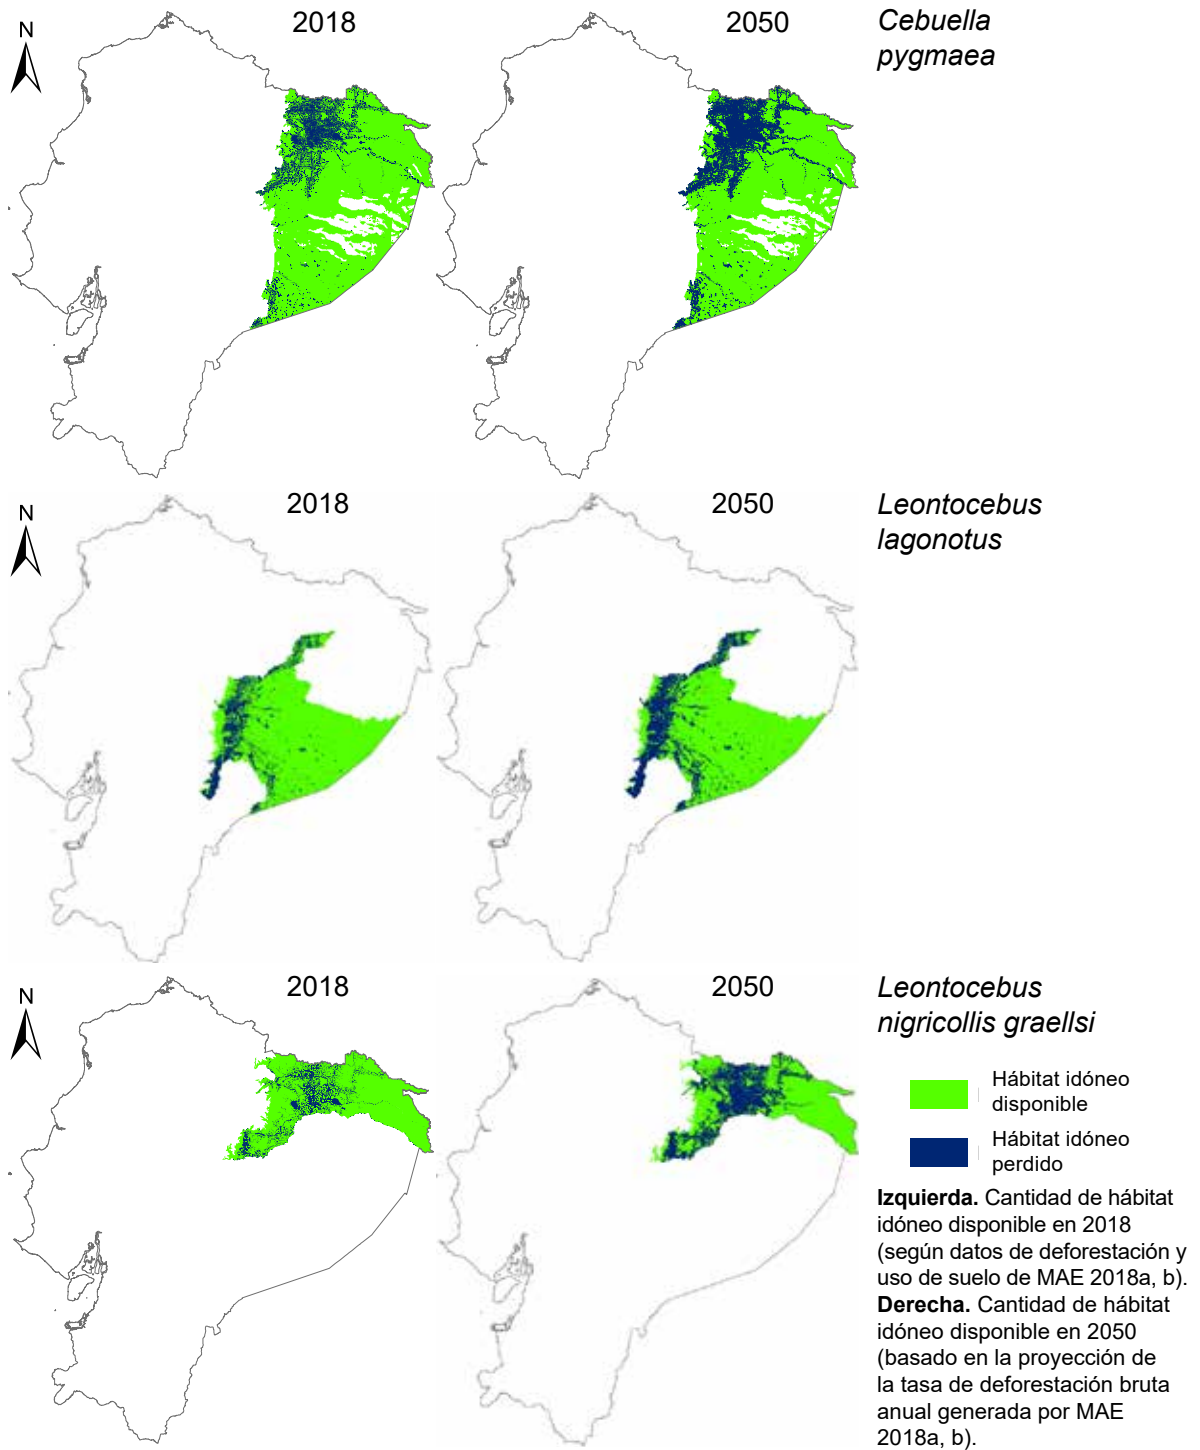 N
2018
2050
Cebuella
pygmaea
N
2018
2050
Leontocebus
lagonotus
N
2018
2050
Leontocebus
nigricollis graellsi
Hábitat idóneo
disponible
Hábitat idóneo
perdido
Izquierda. Cantidad de hábitat
idóneo disponible en 2018
(según datos de deforestación y
uso de suelo de MAE 2018a, b).
Derecha. Cantidad de hábitat
idóneo disponible en 2050
(basado en la proyección de
la tasa de deforestación bruta
anual generada por MAE
2018a, b).